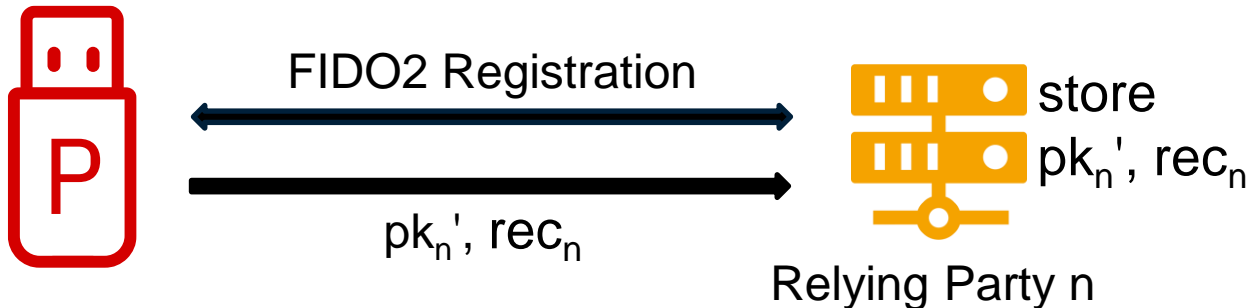 FIDO2 Registration
P
store
pkₙ', recₙ
pkₙ', recₙ
Relying Party n